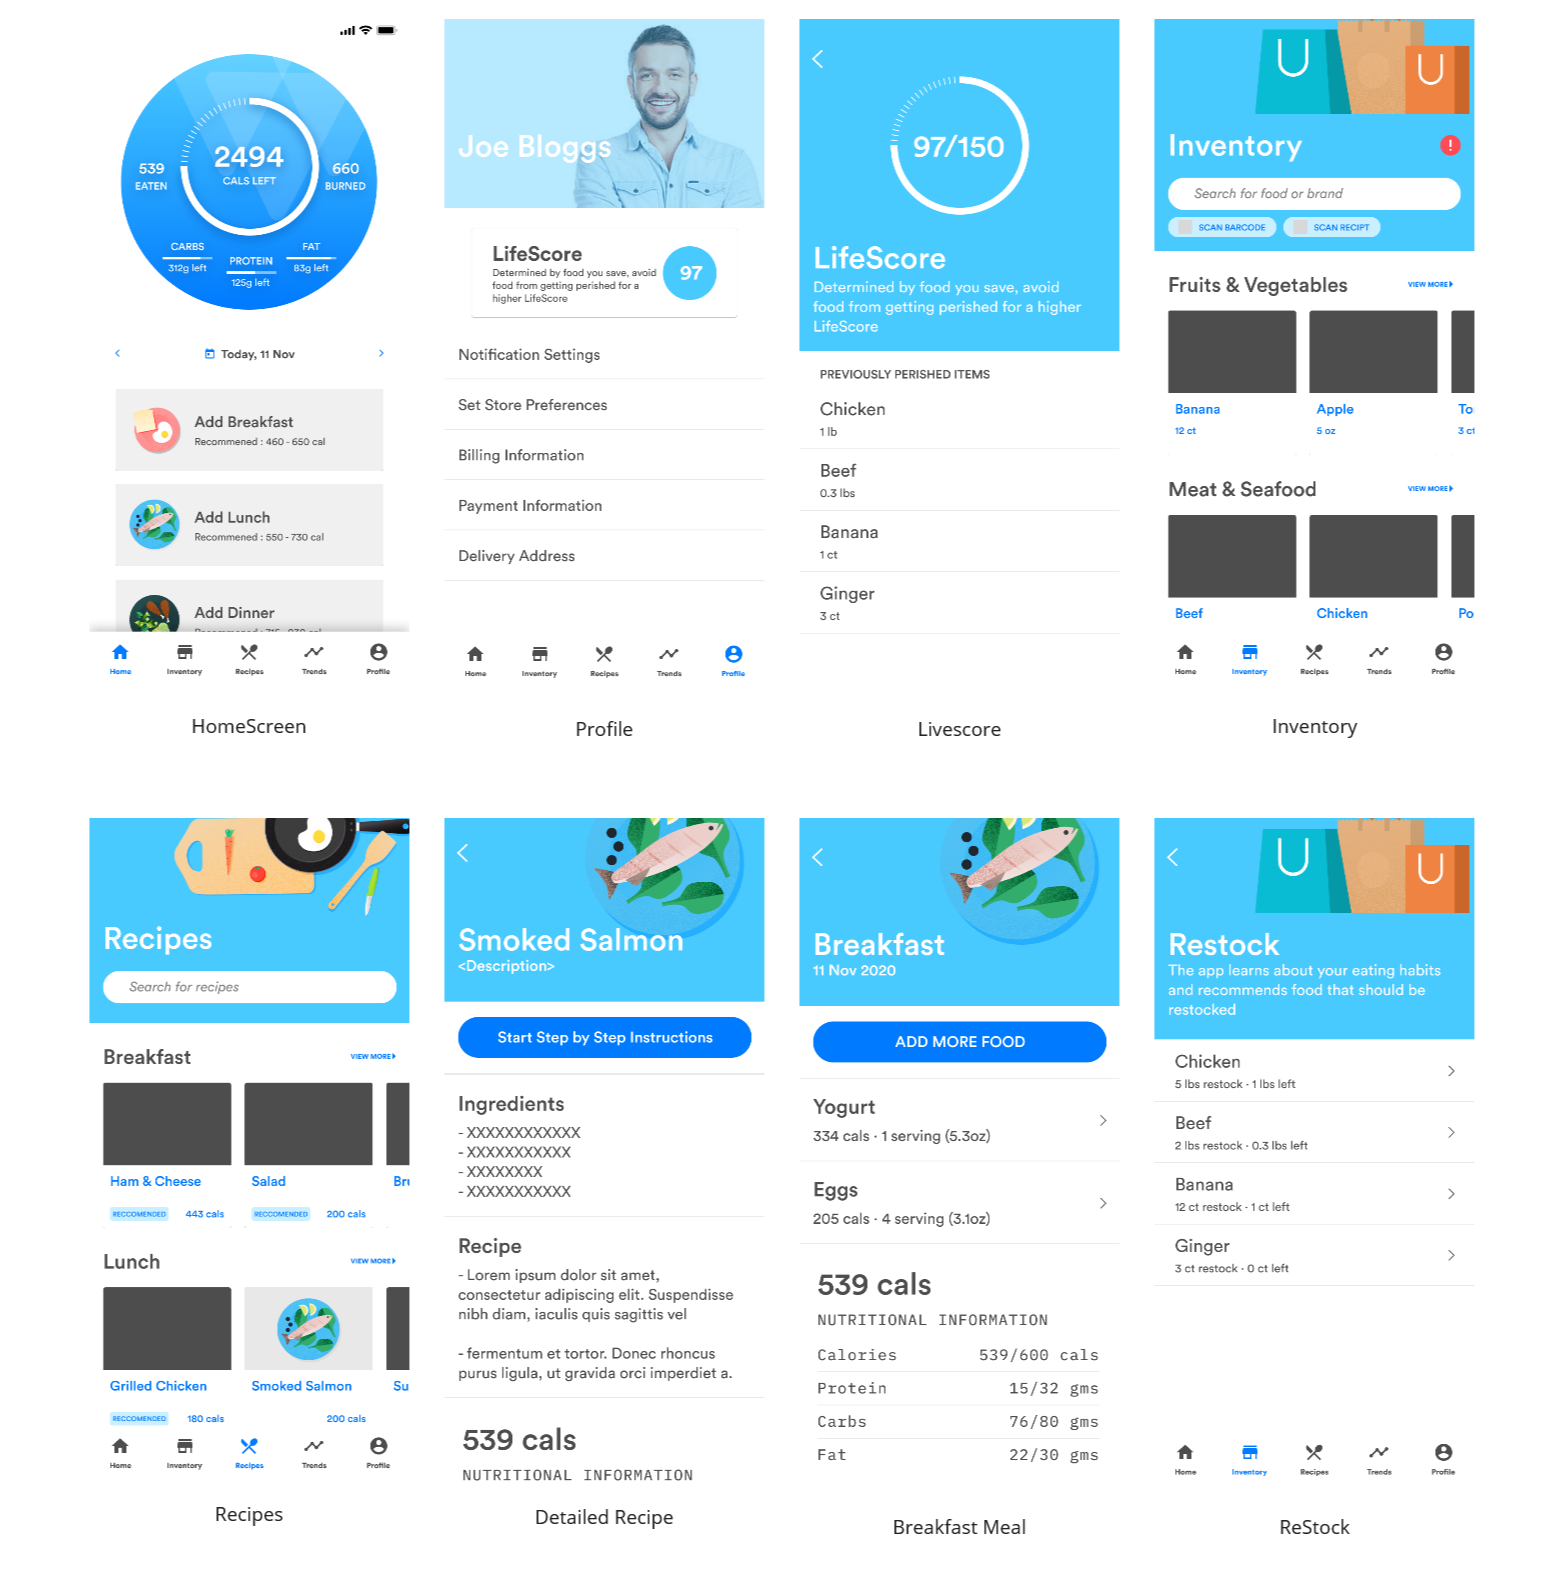 2494
CALS LEFT
539
EATEN
660
BURNED
CARBS
312g left
PROTEIN
125g left
FAT
83g left
Today, 11 Nov
Add Breakfast
Recommened : 460 - 650 cal
Add Lunch
Recommened : 550 - 730 cal
Add Dinner
Home
Inventory
Recipes
Trends
Profile
HomeScreen
Joe Bloggs
LifeScore
Determined by food you save, avoid
food from getting perished for a
higher LifeScore
97
Notification Settings
Set Store Preferences
Billing Information
Payment Information
Delivery Address
Home
Inventory
Recipes
Trends
Profile
Profile
97/150
LifeScore
Determined by food you save, avoid
food from getting perished for a higher
LifeScore
PREVIOUSLY PERISHED ITEMS
Chicken
1 lb
Beef
0.3 lbs
Banana
1 ct
Ginger
3 ct
Livescore
Inventory
!
Search for food or brand
SCAN BARCODE
SCAN RECIPT
Fruits & Vegetables
VIEW MORE
Banana
12 ct
Apple
5 oz
To
3 ct
Meat & Seafood
VIEW MORE
Beef
Chicken
Po
Home
Inventory
Recipes
Trends
Profile
Inventory
Recipes
Search for recipes
Breakfast
VIEW MORE
Ham & Cheese
RECCOMENDED
443 cals
Salad
RECCOMENDED
200 cals
Bru
Lunch
VIEW MORE
Grilled Chicken
RECCOMENDED
180 cals
Smoked Salmon
200 cals
Su
Home
Inventory
Recipes
Trends
Profile
Recipes
Smoked Salmon
<Description>
Start Step by Step Instructions
Ingredients
- XXXXXXXXXXXX
- XXXXXXXXXXX
- XXXXXXXX
- XXXXXXXXXXX
Recipe
- Lorem ipsum dolor sit amet,
consectetur adipiscing elit. Suspendisse
nibh diam, iaculis quis sagittis vel
- fermentum et tortor. Donec rhoncus
purus ligula, ut gravida orci imperdiet a.
539 cals
NUTRITIONAL INFORMATION
Detailed Recipe
Breakfast
11 Nov 2020
ADD MORE FOOD
Yogurt
334 cals · 1 serving (5.3oz)
Eggs
205 cals · 4 serving (3.1oz)
539 cals
NUTRITIONAL INFORMATION
Calories 539/600 cals
Protein 15/32 gms
Carbs 76/80 gms
Fat 22/30 gms
Breakfast Meal
Restock
The app learns about your eating habits
and recommends food that should be
restocked
Chicken
5 lbs restock · 1 lbs left
Beef
2 lbs restock · 0.3 lbs left
Banana
12 ct restock · 1 ct left
Ginger
3 ct restock · 0 ct left
Home
Inventory
Recipes
Trends
Profile
ReStock